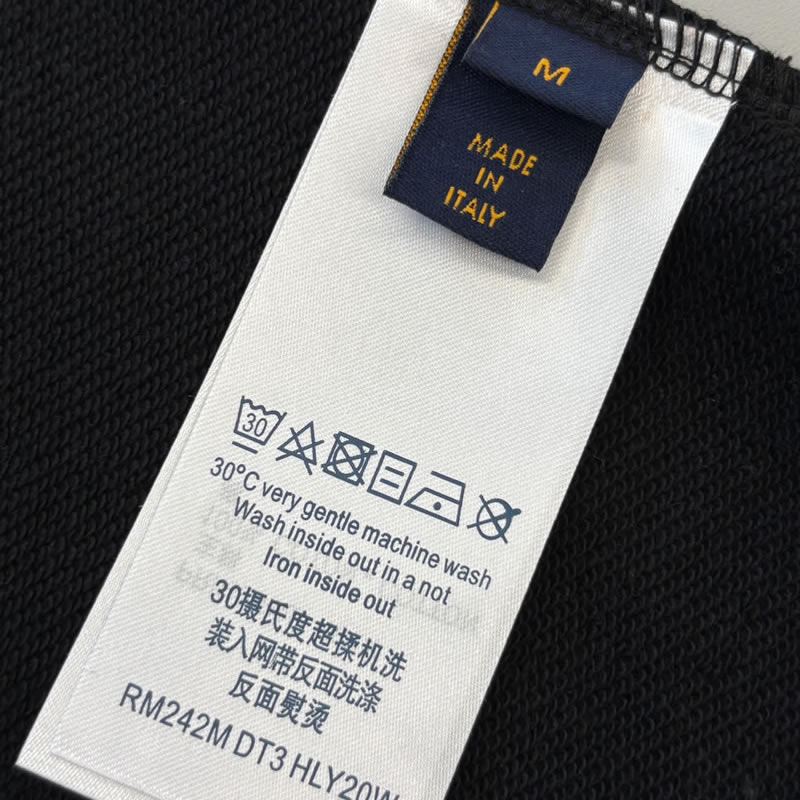 M
MADE
IN
ITALY
30
30°C very gentle machine wash
Wash inside out in a not
Iron inside out
30摄氏度超揉机洗
装入网带反面洗涤
反面熨烫
RM242M DT3 HLY20W